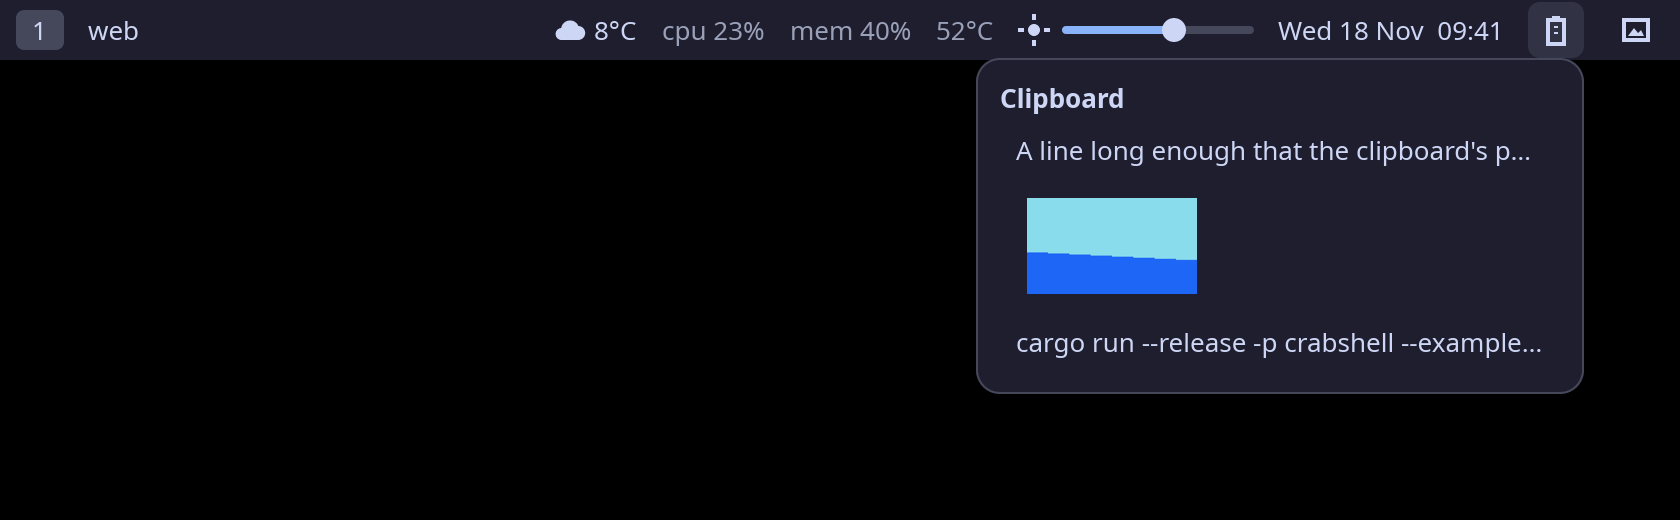 1 web 8°C cpu 23% mem 40% 52°C Wed 18 Nov 09:41
Clipboard
A line long enough that the clipboard's p...
cargo run --release -p crabshell --example...